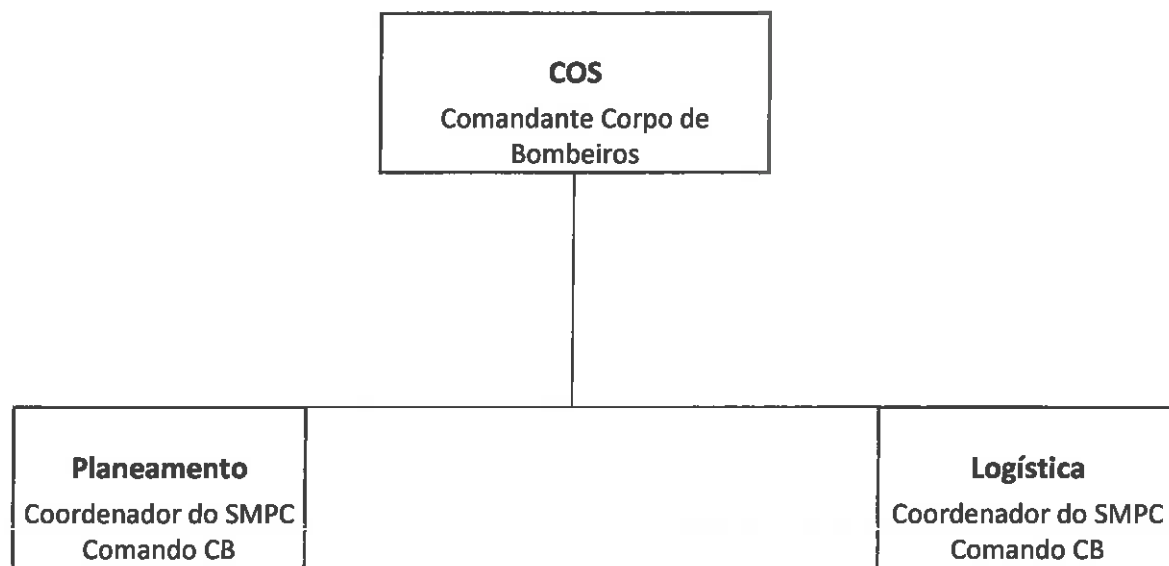 COS
Comandante Corpo de
Bombeiros
Planeamento
Coordenador do SMPC
Comando CB
Logística
Coordenador do SMPC
Comando CB